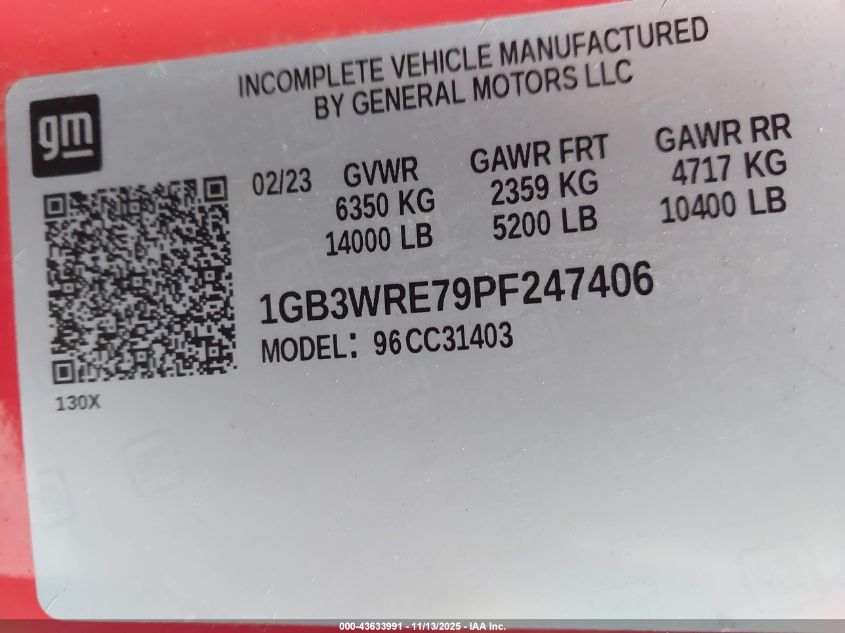 INCOMPLETE VEHICLE MANUFACTURED
BY GENERAL MOTORS LLC
gm
02/23 GVWR GAWR FRT GAWR RR
6350 KG 2359 KG 4717 KG
14000 LB 5200 LB 10400 LB
1GB3WRE79PF247406
MODEL: 96CC31403
130X
000-43633991 - 11/13/2025 - IAA Inc.